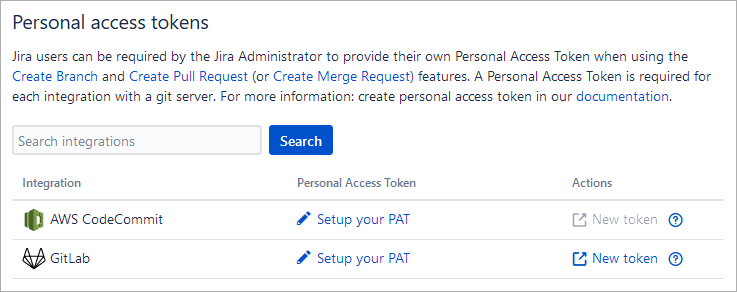 Personal access tokens
Jira users can be required by the Jira Administrator to provide their own Personal Access Token when using the
Create Branch and Create Pull Request (or Create Merge Request) features. A Personal Access Token is required for
each integration with a git server. For more information: create personal access token in our documentation.
Search integrations Search
Integration Personal Access Token Actions
AWS CodeCommit Setup your PAT New token ?
GitLab Setup your PAT New token ?